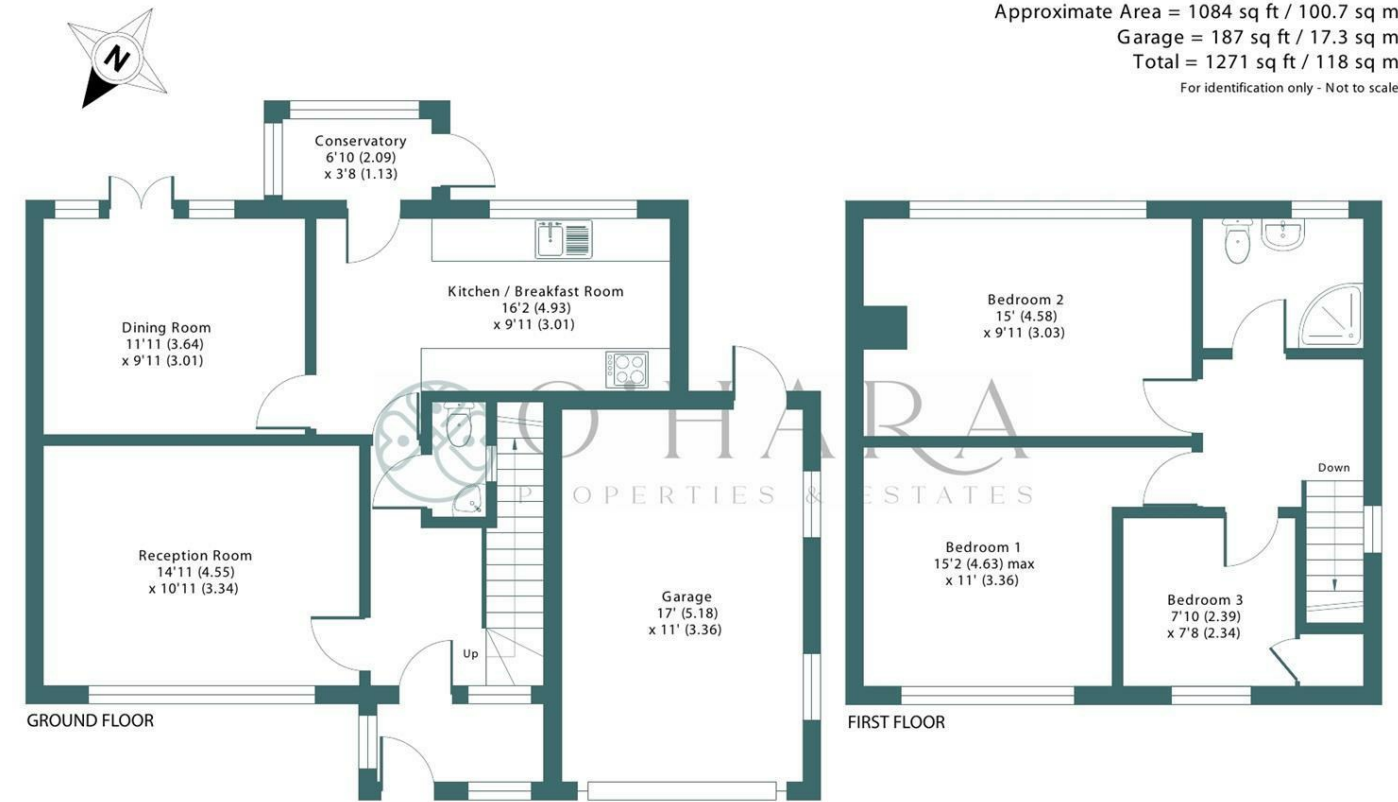 Approximate Area = 1084 sq ft / 100.7 sq m
Garage = 187 sq ft / 17.3 sq m
Total = 1271 sq ft / 118 sq m
For identification only - Not to scale
N
Conservatory
6'10 (2.09)
x 3'8 (1.13)
Kitchen / Breakfast Room
16'2 (4.93)
x 9'11 (3.01)
Dining Room
11'11 (3.64)
x 9'11 (3.01)
Reception Room
14'11 (4.55)
x 10'11 (3.34)
Up
Garage
17' (5.18)
x 11' (3.36)
GROUND FLOOR
Bedroom 2
15' (4.58)
x 9'11 (3.03)
Down
Bedroom 1
15'2 (4.63) max
x 11' (3.36)
Bedroom 3
7'10 (2.39)
x 7'8 (2.34)
FIRST FLOOR
O'HARA
PROPERTIES & ESTATES